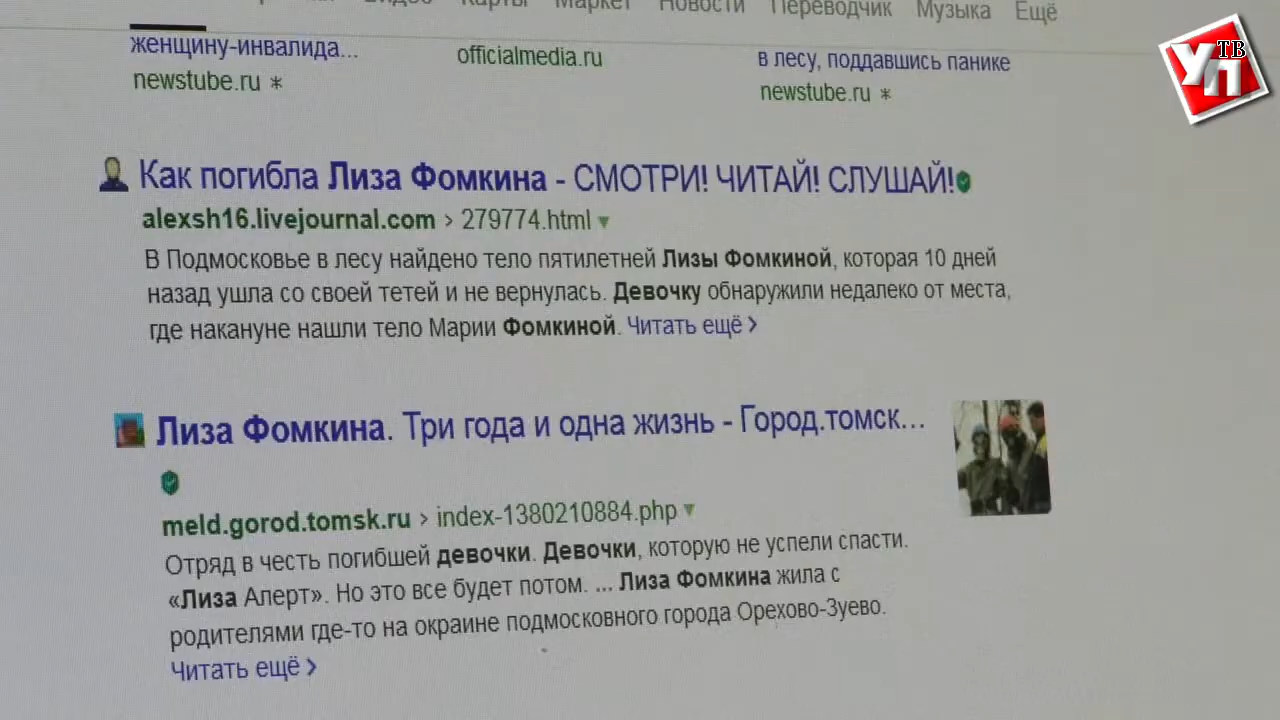 Видео Карты Маркет Новости Переводчик Музыка Ещё
УП ТВ
женщину-инвалида...
newstube.ru
officialmedia.ru
в лесу, поддавшись панике
newstube.ru
Как погибла Лиза Фомкина - СМОТРИ! ЧИТАЙ! СЛУШАЙ!
alexsh16.livejournal.com › 279774.html
В Подмосковье в лесу найдено тело пятилетней Лизы Фомкиной, которая 10 дней
назад ушла со своей тетей и не вернулась. Девочку обнаружили недалеко от места,
где накануне нашли тело Марии Фомкиной. Читать ещё >
Лиза Фомкина. Три года и одна жизнь - Город.томск...
meld.gorod.tomsk.ru › index-1380210884.php
Отряд в честь погибшей девочки. Девочки, которую не успели спасти.
«Лиза Алерт». Но это все будет потом. ... Лиза Фомкина жила с
родителями где-то на окраине подмосковного города Орехово-Зуево.
Читать ещё >